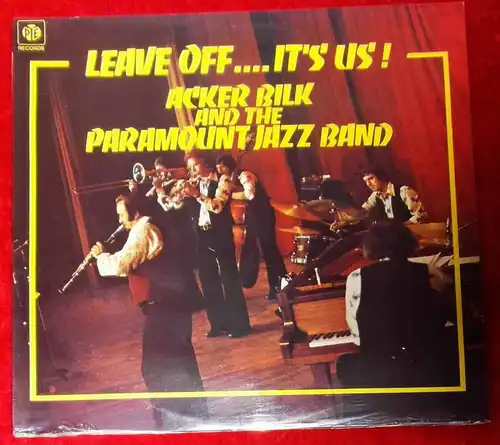 PYE
RECORDS
LEAVE OFF....IT'S US!
ACKER BILK
AND THE
PARAMOUNT JAZZ BAND